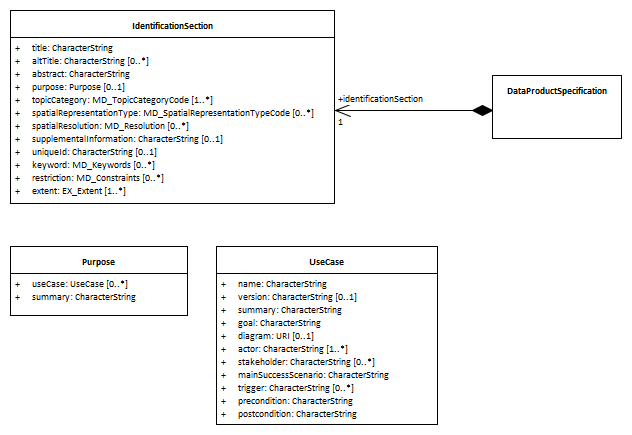 IdentificationSection
+ title: CharacterString
+ altTitle: CharacterString [0..*]
+ abstract: CharacterString
+ purpose: Purpose [0..1]
+ topicCategory: MD_TopicCategoryCode [1..*]
+ spatialRepresentationType: MD_SpatialRepresentationTypeCode [0..*]
+ spatialResolution: MD_Resolution [0..*]
+ supplementalInformation: CharacterString [0..1]
+ uniqueId: CharacterString [0..1]
+ keyword: MD_Keywords [0..*]
+ restriction: MD_Constraints [0..*]
+ extent: EX_Extent [1..*]
+identificationSection
1
DataProductSpecification
Purpose
+ useCase: UseCase [0..*]
+ summary: CharacterString
UseCase
+ name: CharacterString
+ version: CharacterString [0..1]
+ summary: CharacterString
+ goal: CharacterString
+ diagram: URI [0..1]
+ actor: CharacterString [1..*]
+ stakeholder: CharacterString [0..*]
+ mainSuccessScenario: CharacterString
+ trigger: CharacterString [0..*]
+ precondition: CharacterString
+ postcondition: CharacterString